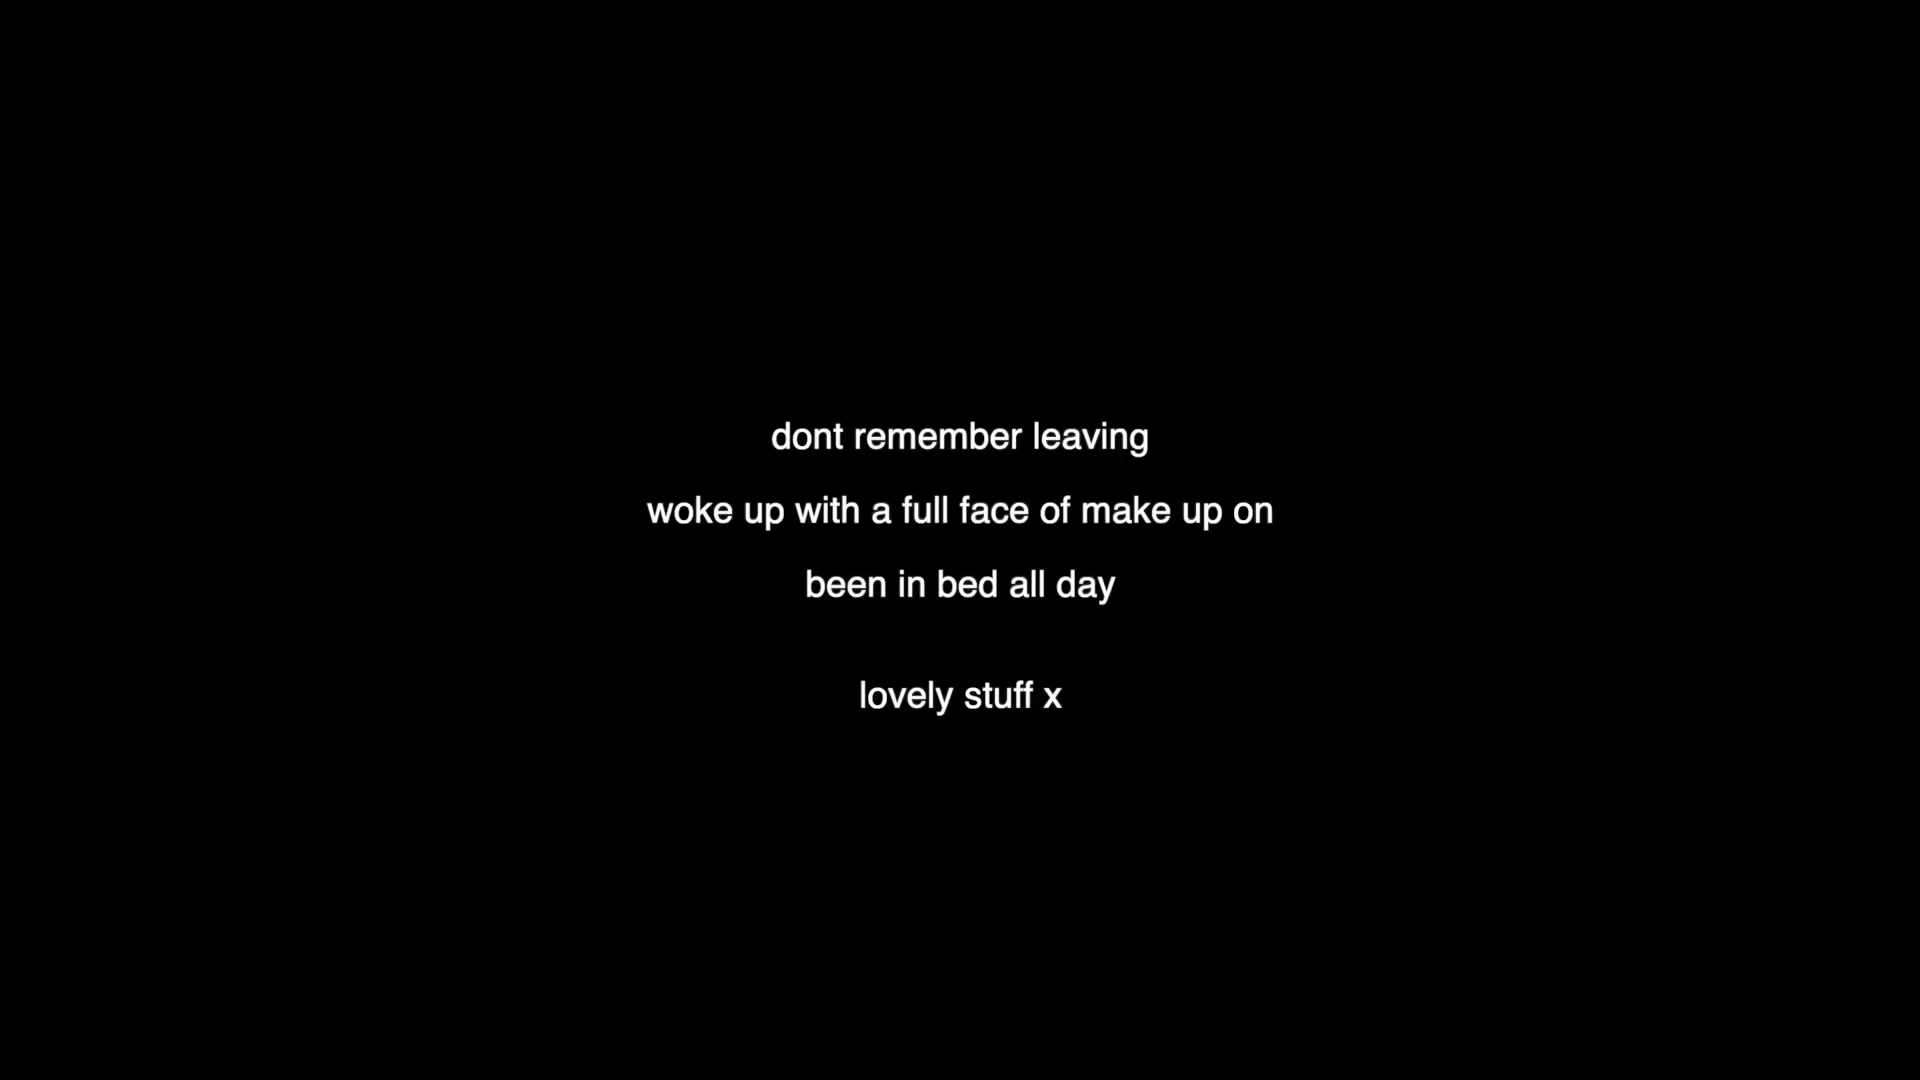 dont remember leaving
woke up with a full face of make up on
been in bed all day
lovely stuff x